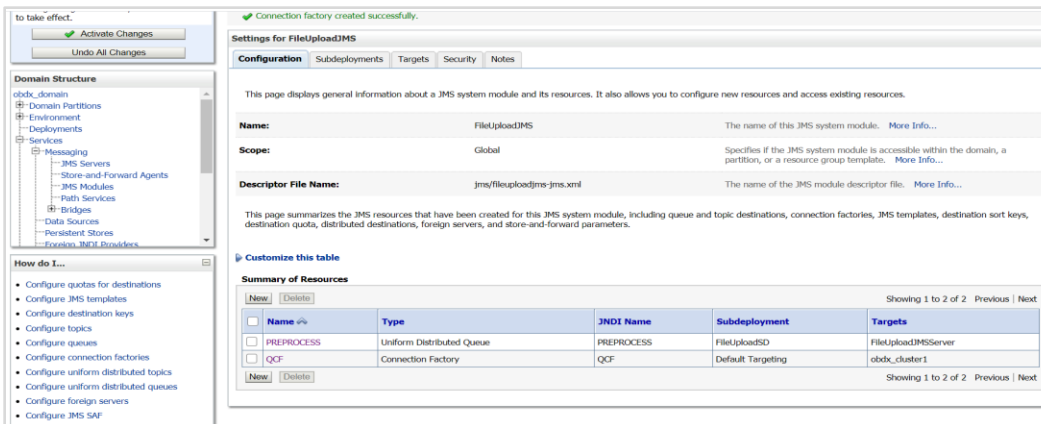 to take effect.
Activate Changes
Undo All Changes
Domain Structure
obdx_domain
Domain Partitions
Environment
Deployments
Services
Messaging
JMS Servers
Store-and-Forward Agents
JMS Modules
Path Services
Bridges
Data Sources
Persistent Stores
Foreign JNDI Providers
How do I...
Configure quotas for destinations
Configure JMS templates
Configure destination keys
Configure topics
Configure queues
Configure connection factories
Configure uniform distributed topics
Configure uniform distributed queues
Configure foreign servers
Configure JMS SAF
Connection factory created successfully.
Settings for FileUploadJMS
Configuration Subdeployments Targets Security Notes
This page displays general information about a JMS system module and its resources. It also allows you to configure new resources and access existing resources.
Name: FileUploadJMS The name of this JMS system module. More Info...
Scope: Global Specifies if the JMS system module is accessible within the domain, a
partition, or a resource group template. More Info...
Descriptor File Name: jms/fileuploadjms-jms.xml The name of the JMS module descriptor file. More Info...
This page summarizes the JMS resources that have been created for this JMS system module, including queue and topic destinations, connection factories, JMS templates, destination sort keys,
destination quota, distributed destinations, foreign servers, and store-and-forward parameters.
Customize this table
Summary of Resources
New Delete Showing 1 to 2 of 2 Previous | Next
Name Type JNDI Name Subdeployment Targets
PREPROCESS Uniform Distributed Queue PREPROCESS FileUploadSD FileUploadJMSServer
QCF Connection Factory QCF Default Targeting obdx_cluster1
New Delete Showing 1 to 2 of 2 Previous | Next